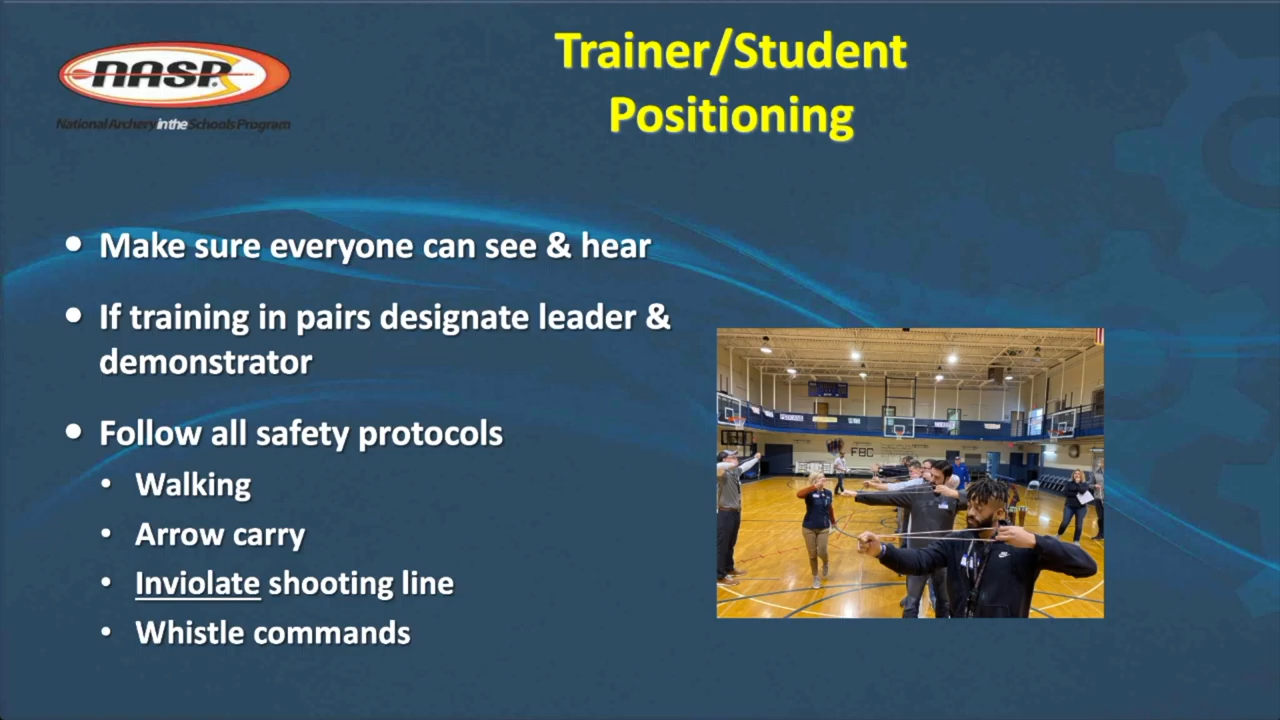 NASP
National Archery in the Schools Program
Trainer/Student
Positioning
• Make sure everyone can see & hear
• If training in pairs designate leader &
demonstrator
• Follow all safety protocols
• Walking
• Arrow carry
• Inviolate shooting line
• Whistle commands
FBC